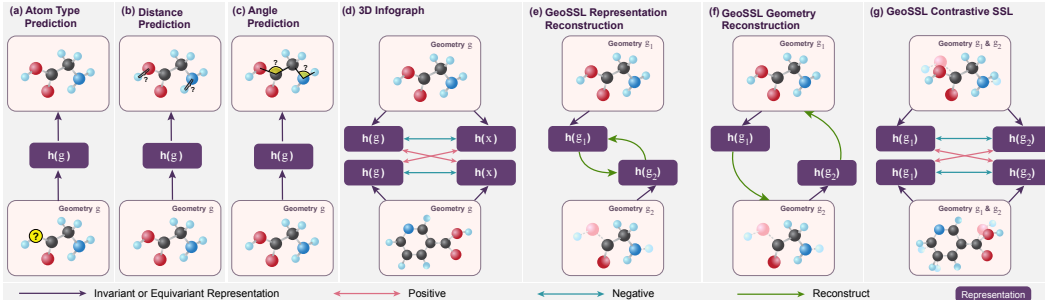 (a) Atom Type
Prediction
(b) Distance
Prediction
(c) Angle
Prediction
(d) 3D Infograph
(e) GeoSSL Representation
Reconstruction
(f) GeoSSL Geometry
Reconstruction
(g) GeoSSL Contrastive SSL
?
?
?
?
Geometry g
Geometry g1
Geometry g1
Geometry g1 & g2
h(g)
h(g)
h(g)
h(g)
h(x)
h(g)
h(x)
h(g1)
h(g2)
h(g1)
h(g2)
h(g1)
h(g2)
h(g1)
h(g2)
Geometry g
?
Geometry g
Geometry g
Geometry g
Geometry g2
Geometry g2
Geometry g1 & g2
Invariant or Equivariant Representation
Positive
Negative
Reconstruct
Representation